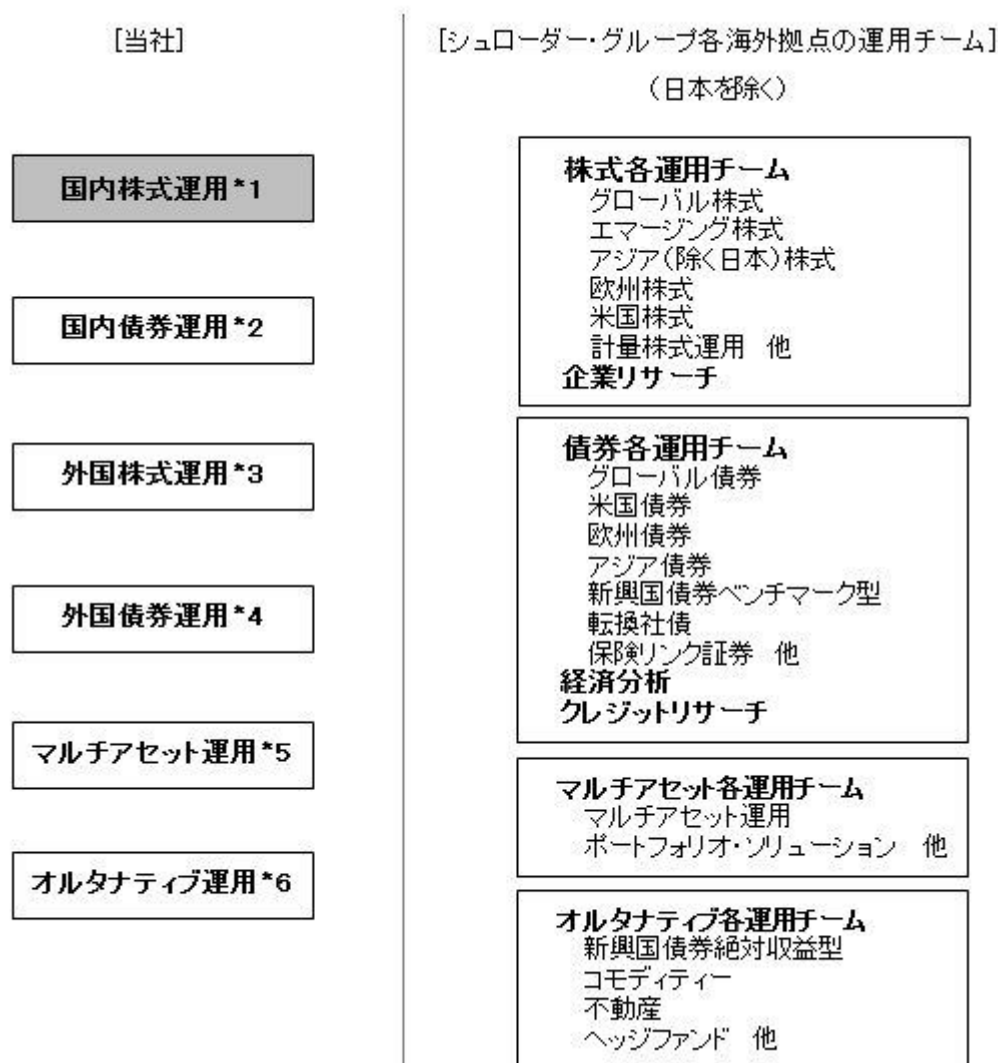 [当社]
国内株式運用*1
国内債券運用*2
外国株式運用*3
外国債券運用*4
マルチアセット運用*5
オルタナティブ運用*6
[シュローダー・グループ各海外拠点の運用チーム]
（日本を除く）
株式各運用チーム
グローバル株式
エマージング株式
アジア（除く日本）株式
欧州株式
米国株式
計量株式運用　他
企業リサーチ
債券各運用チーム
グローバル債券
米国債券
欧州債券
アジア債券
新興国債券ベンチマーク型
転換社債
保険リンク証券　他
経済分析
クレジットリサーチ
マルチアセット各運用チーム
マルチアセット運用
ポートフォリオ・ソリューション　他
オルタナティブ各運用チーム
新興国債券絶対収益型
コモディティー
不動産
ヘッジファンド　他